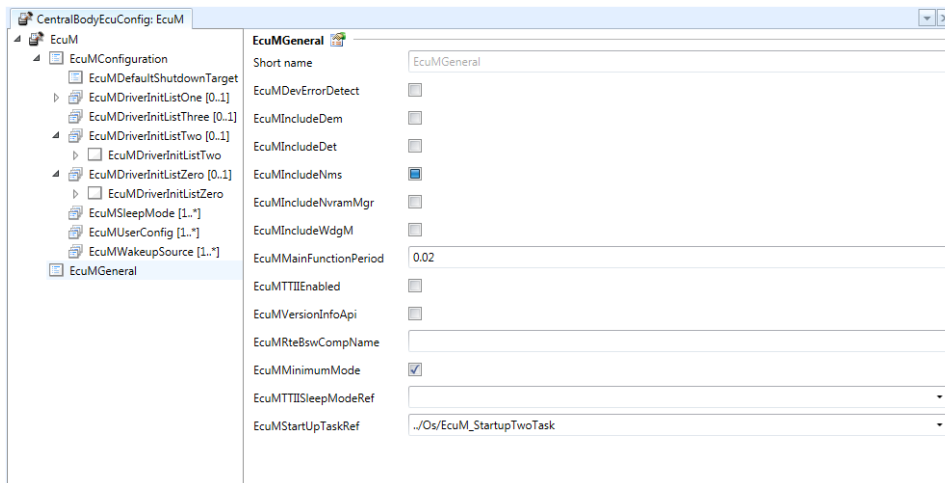 CentralBodyEcuConfig: EcuM
EcuM
EcuMConfiguration
EcuMDefaultShutdownTarget
EcuMDriverInitListOne [0..1]
EcuMDriverInitListThree [0..1]
EcuMDriverInitListTwo [0..1]
EcuMDriverInitListTwo
EcuMDriverInitListZero [0..1]
EcuMDriverInitListZero
EcuMSleepMode [1..*]
EcuMUserConfig [1..*]
EcuMWakeupSource [1..*]
EcuMGeneral
EcuMGeneral
Short name EcuMGeneral
EcuMDevErrorDetect
EcuMIncludeDem
EcuMIncludeDet
EcuMIncludeNms
EcuMIncludeNvramMgr
EcuMIncludeWdgM
EcuMMainFunctionPeriod 0.02
EcuMTTIIEnabled
EcuMVersionInfoApi
EcuMRteBswCompName
EcuMMinimumMode
EcuMTTIISleepModeRef
EcuMStartUpTaskRef ../Os/EcuM_StartupTwoTask